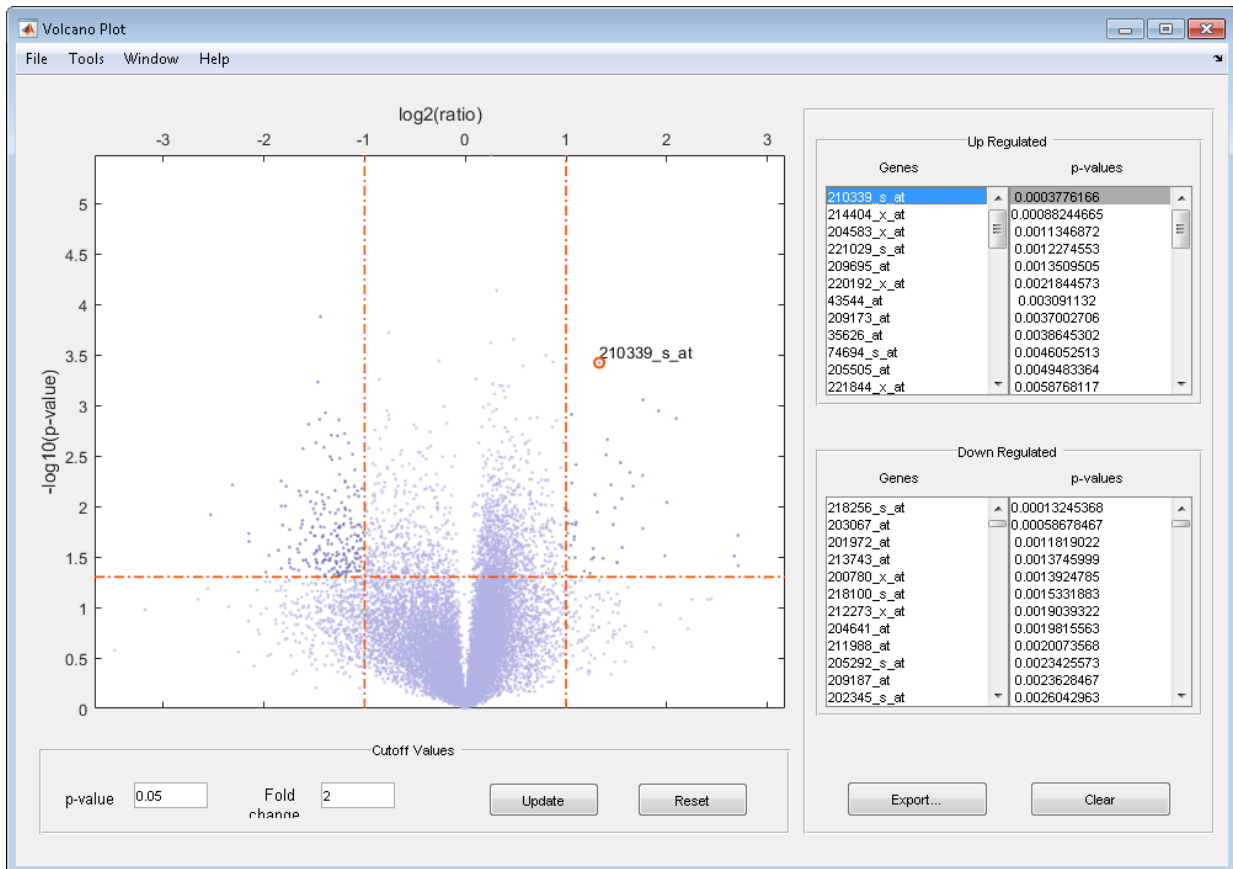 Volcano Plot
File Tools Window Help
log2(ratio)
-3 -2 -1 0 1 2 3
5
4.5
4
3.5
3
2.5
2
1.5
1
0.5
0
-log10(p-value)
210339_s_at
Up Regulated
Genes p-values
210339_s_at 0.0003776166
214404_x_at 0.00088244665
204583_x_at 0.0011346872
221029_s_at 0.0012274553
209695_at 0.0013509505
220192_x_at 0.0021844573
43544_at 0.003091132
209173_at 0.0037002706
35626_at 0.0038645302
74694_s_at 0.0046052513
205505_at 0.0049483364
221844_x_at 0.0058768117
Down Regulated
Genes p-values
218256_s_at 0.00013245368
203067_at 0.00058678467
201972_at 0.0011819022
213743_at 0.0013745999
200780_x_at 0.0013924785
218100_s_at 0.0015331883
212273_x_at 0.0019039322
204641_at 0.0019815563
211988_at 0.0020073568
205292_s_at 0.0023425573
209187_at 0.0023628467
202345_s_at 0.0026042963
Cutoff Values
p-value 0.05 Fold change 2 Update Reset
Export... Clear